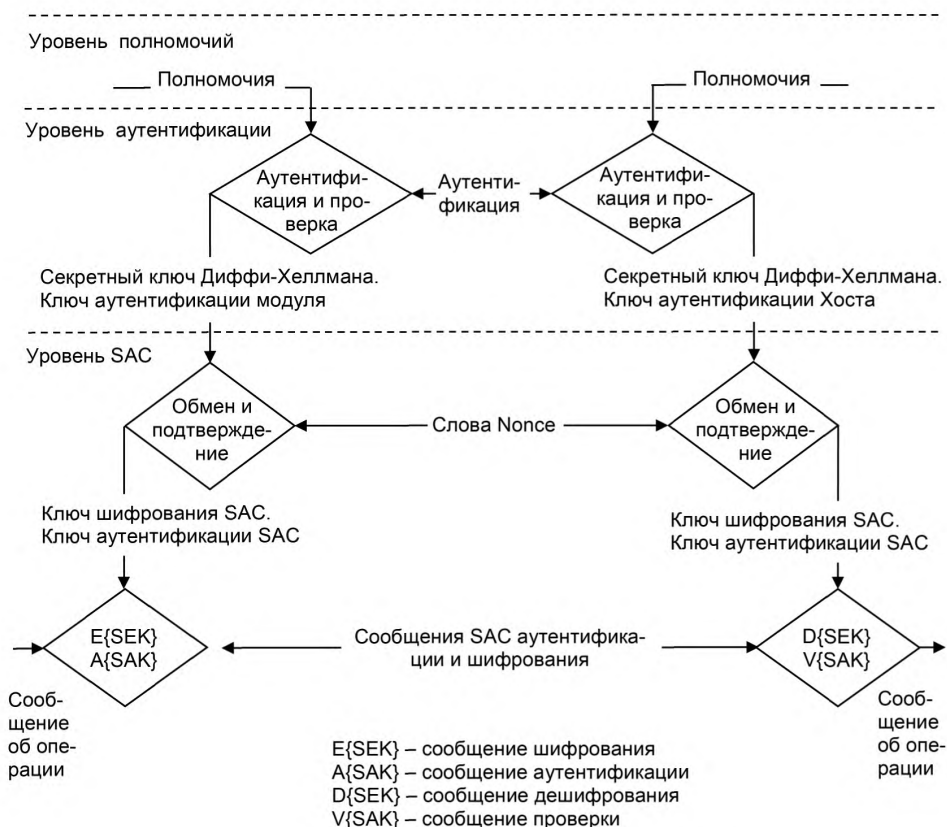 Уровень полномочий
Полномочия
Полномочия
Уровень аутентификации
Аутентифи-
кация и про-
верка
Аутенти-
фикация
Аутентифи-
кация и про-
верка
Секретный ключ Диффи-Хеллмана.
Ключ аутентификации модуля
Секретный ключ Диффи-Хеллмана.
Ключ аутентификации Хоста
Уровень SAC
Обмен и
подтвержде-
ние
Слова Nonce
Обмен и
подтвержде-
ние
Ключ шифрования SAC.
Ключ аутентификации SAC
Ключ шифрования SAC.
Ключ аутентификации SAC
E{SEK}
A{SAK}
Сообщения SAC аутентифика-
ции и шифрования
D{SEK}
V{SAK}
Сооб-
щение
об опе-
рации
Сооб-
щение
об опе-
рации
E{SEK} – сообщение шифрования
A{SAK} – сообщение аутентификации
D{SEK} – сообщение дешифрования
V{SAK} – сообщение проверки